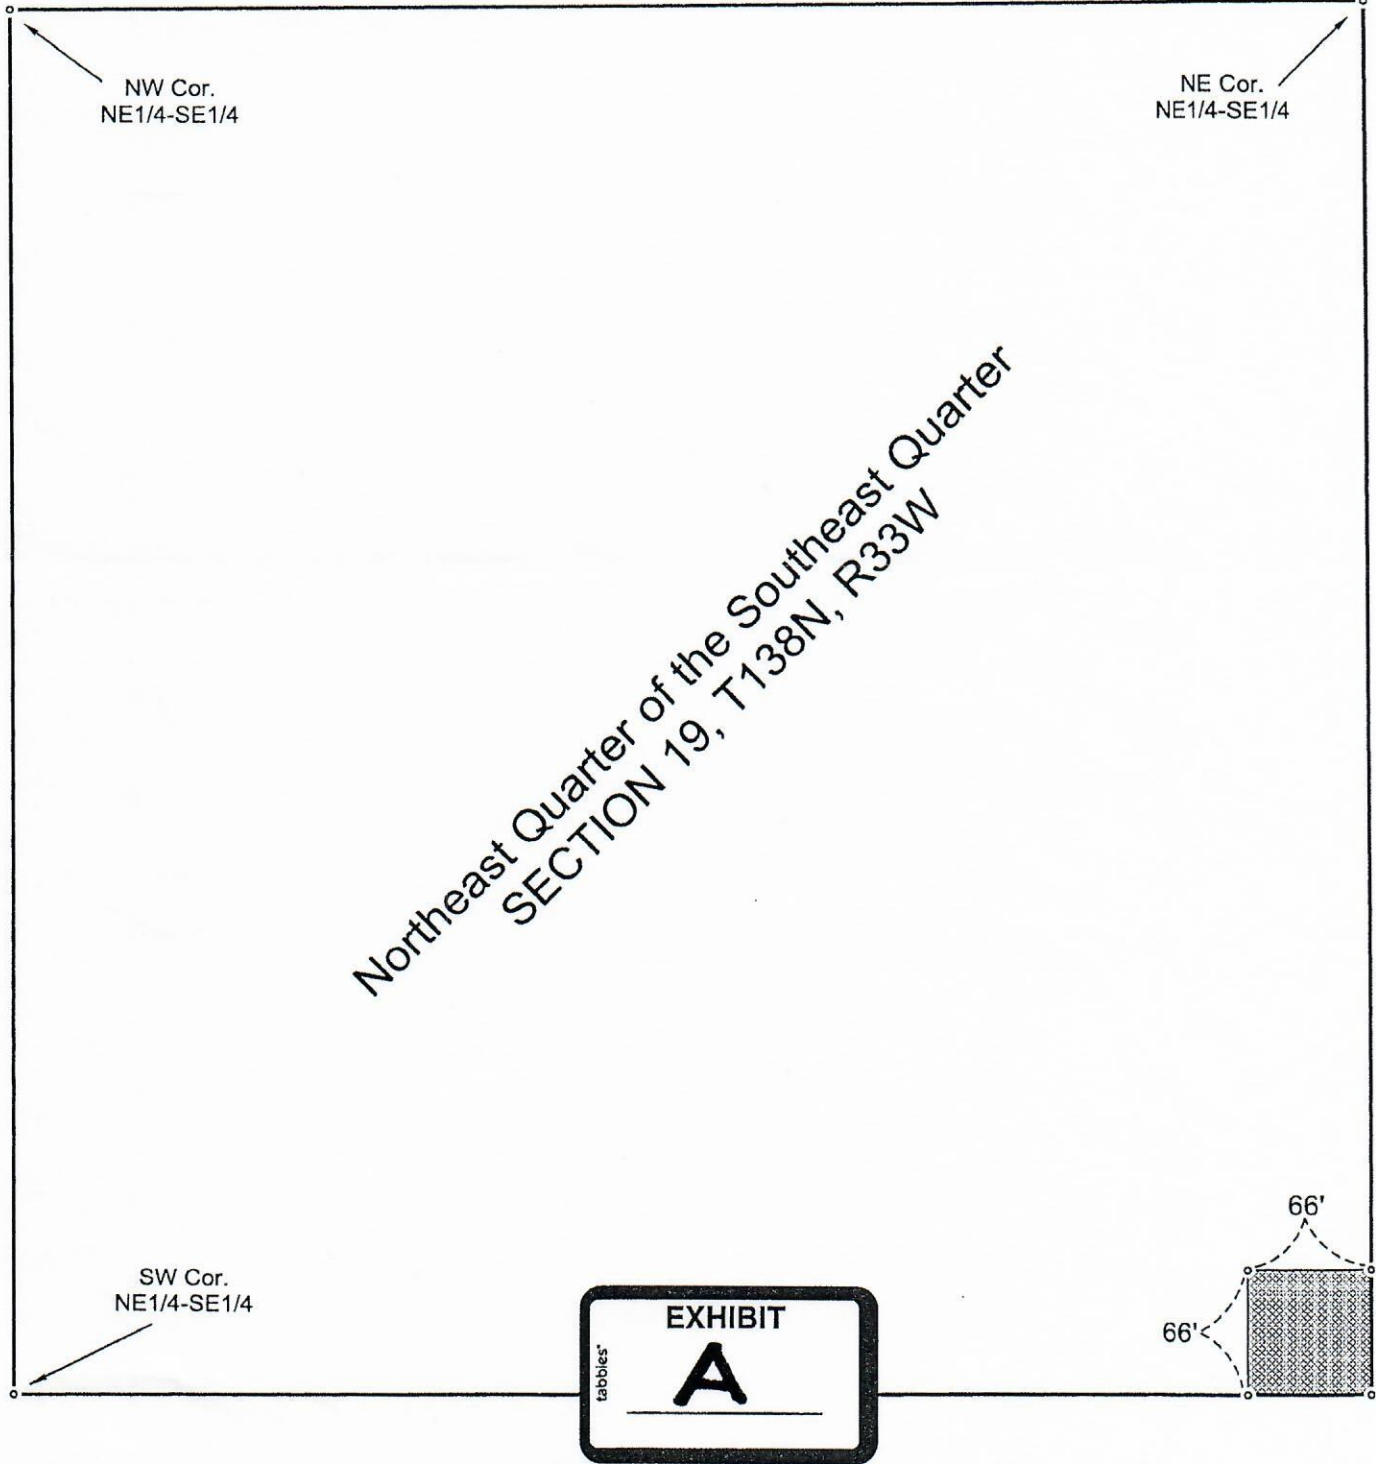 NW Cor.
NE1/4-SE1/4
NE Cor.
NE1/4-SE1/4
Northeast Quarter of the Southeast Quarter
SECTION 19, T138N, R33W
66'
66'
SW Cor.
NE1/4-SE1/4
EXHIBIT
tabbies®
A